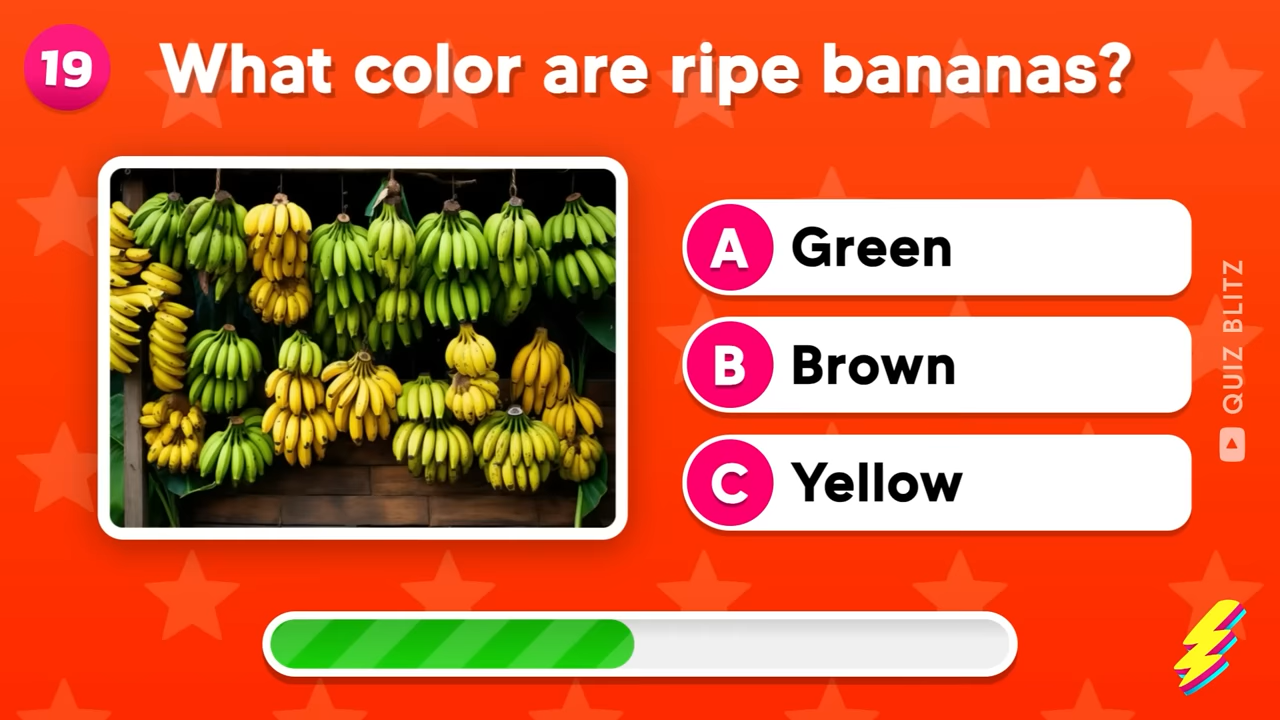 19
What color are ripe bananas?
A Green
B Brown
C Yellow
QUIZ BLITZ